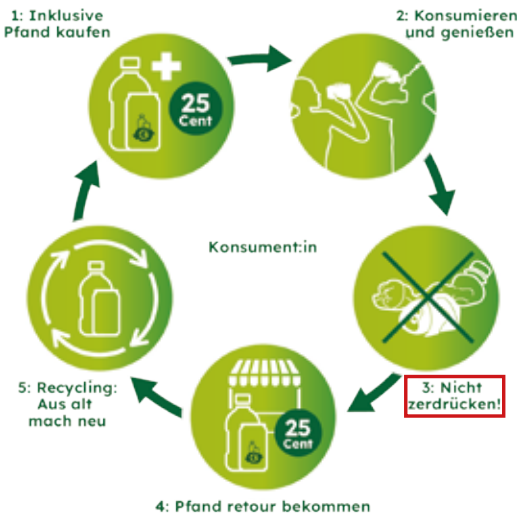 1: Inklusive
Pfand kaufen
2: Konsumieren
und genießen
25
Cent
Konsument:in
3: Nicht
zerdrücken!
5: Recycling:
Aus alt
mach neu
25
Cent
4: Pfand retour bekommen